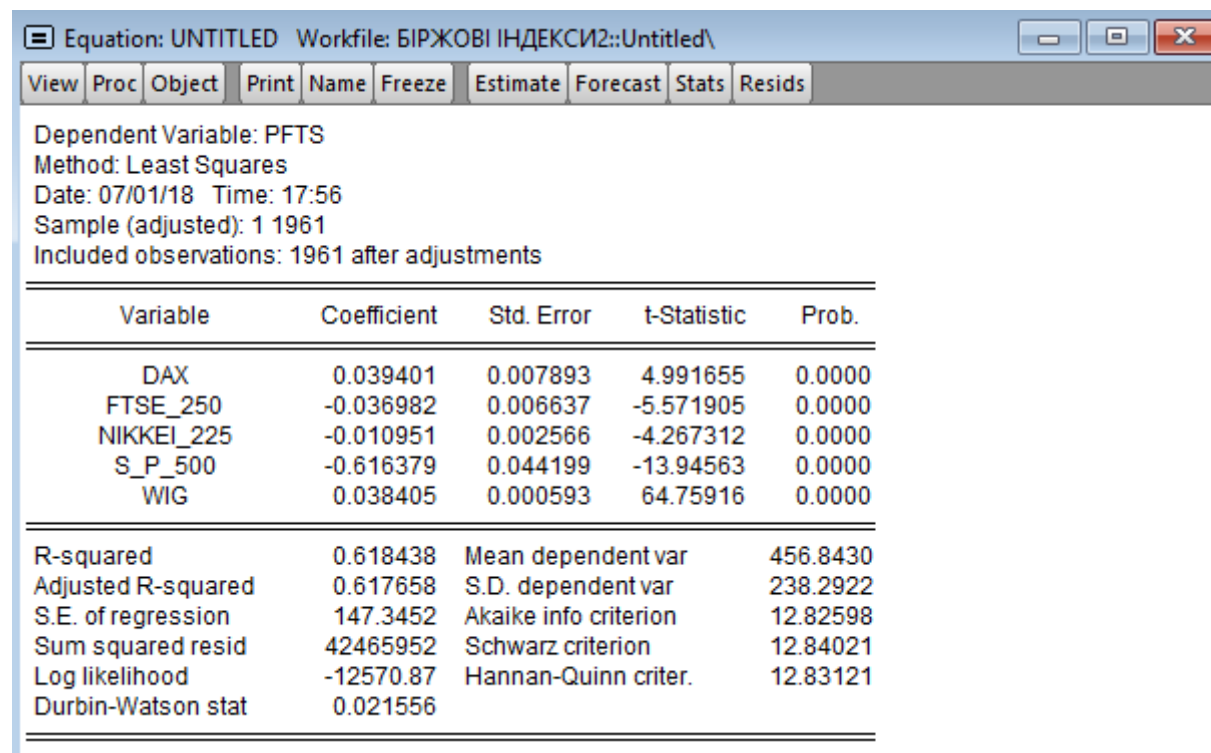 Equation: UNTITLED Workfile: БІРЖОВІ ІНДЕКСИ2::Untitled\
View Proc Object Print Name Freeze Estimate Forecast Stats Resids
Dependent Variable: PFTS
Method: Least Squares
Date: 07/01/18 Time: 17:56
Sample (adjusted): 1 1961
Included observations: 1961 after adjustments
Variable Coefficient Std. Error t-Statistic Prob.
DAX 0.039401 0.007893 4.991655 0.0000
FTSE_250 -0.036982 0.006637 -5.571905 0.0000
NIKKEI_225 -0.010951 0.002566 -4.267312 0.0000
S_P_500 -0.616379 0.044199 -13.94563 0.0000
WIG 0.038405 0.000593 64.75916 0.0000
R-squared 0.618438 Mean dependent var 456.8430
Adjusted R-squared 0.617658 S.D. dependent var 238.2922
S.E. of regression 147.3452 Akaike info criterion 12.82598
Sum squared resid 42465952 Schwarz criterion 12.84021
Log likelihood -12570.87 Hannan-Quinn criter. 12.83121
Durbin-Watson stat 0.021556